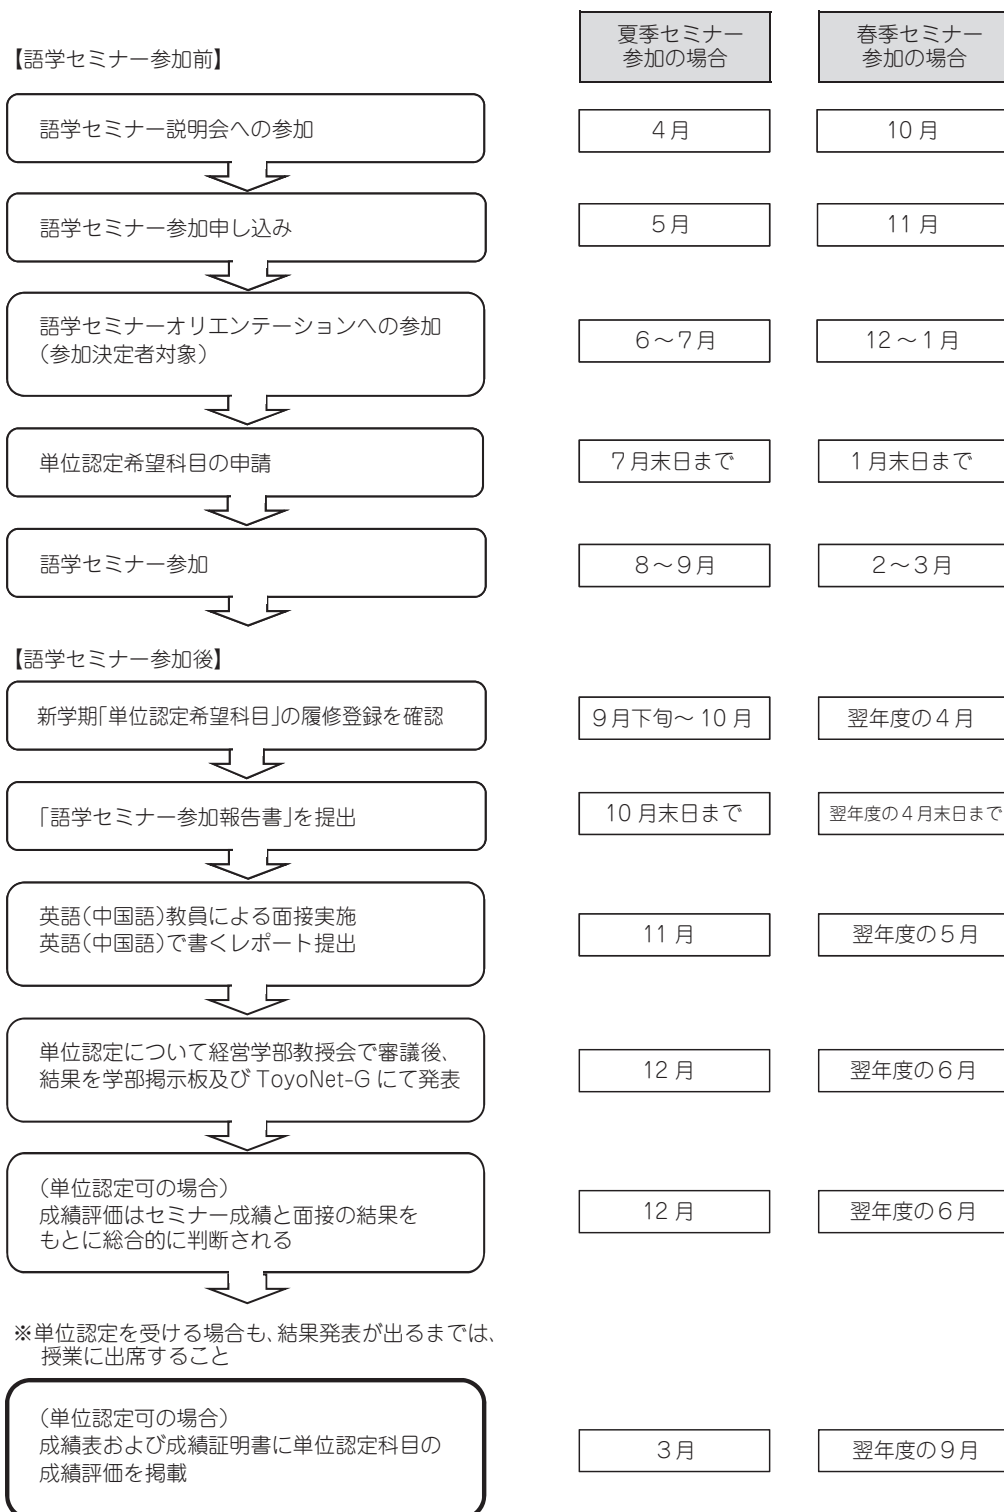 【語学セミナー参加前】
夏季セミナー
参加の場合
春季セミナー
参加の場合
語学セミナー説明会への参加
4月
10月
語学セミナー参加申し込み
5月
11月
語学セミナーオリエンテーションへの参加
(参加決定者対象)
6～7月
12～1月
単位認定希望科目の申請
7月末日まで
1月末日まで
語学セミナー参加
8～9月
2～3月
【語学セミナー参加後】
新学期「単位認定希望科目」の履修登録を確認
9月下旬～10月
翌年度の4月
「語学セミナー参加報告書」を提出
10月末日まで
翌年度の4月末日まで
英語(中国語)教員による面接実施
英語(中国語)で書くレポート提出
11月
翌年度の5月
単位認定について経営学部教授会で審議後、
結果を学部掲示板及びToyoNet-Gにて発表
12月
翌年度の6月
(単位認定可の場合)
成績評価はセミナー成績と面接の結果を
もとに総合的に判断される
12月
翌年度の6月
※単位認定を受ける場合も、結果発表が出るまでは、
授業に出席すること
(単位認定可の場合)
成績表および成績証明書に単位認定科目の
成績評価を掲載
3月
翌年度の9月